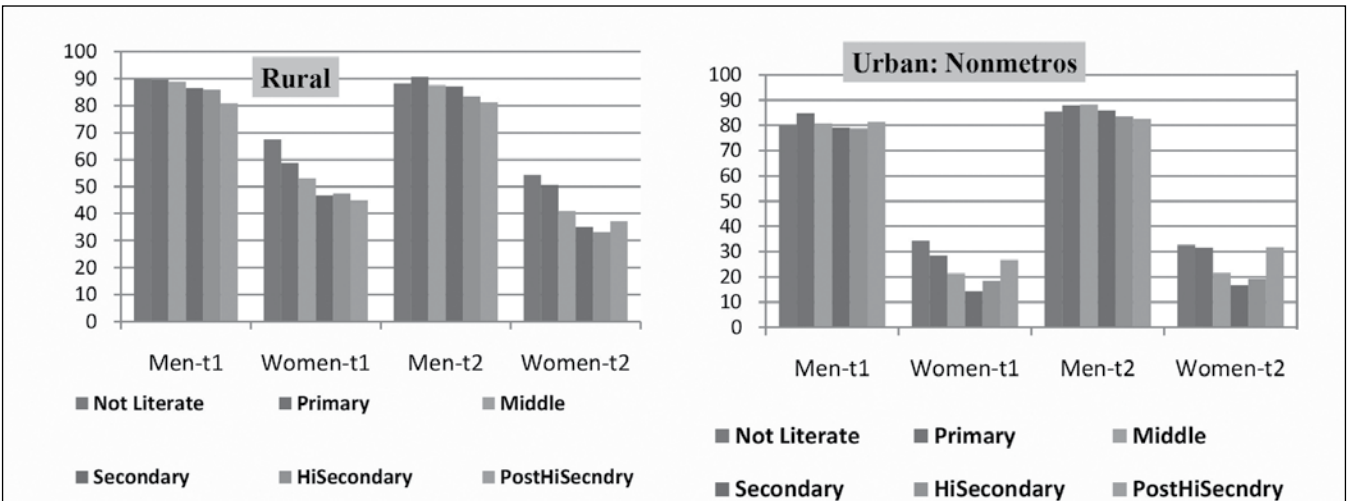 Rural
100
90
80
70
60
50
40
30
20
10
0
Men-t1 Women-t1 Men-t2 Women-t2
Not Literate Primary Middle
Secondary HiSecondary PostHiSecndry
Urban: Nonmetros
100
90
80
70
60
50
40
30
20
10
0
Men-t1 Women-t1 Men-t2 Women-t2
Not Literate Primary Middle
Secondary HiSecondary PostHiSecndry